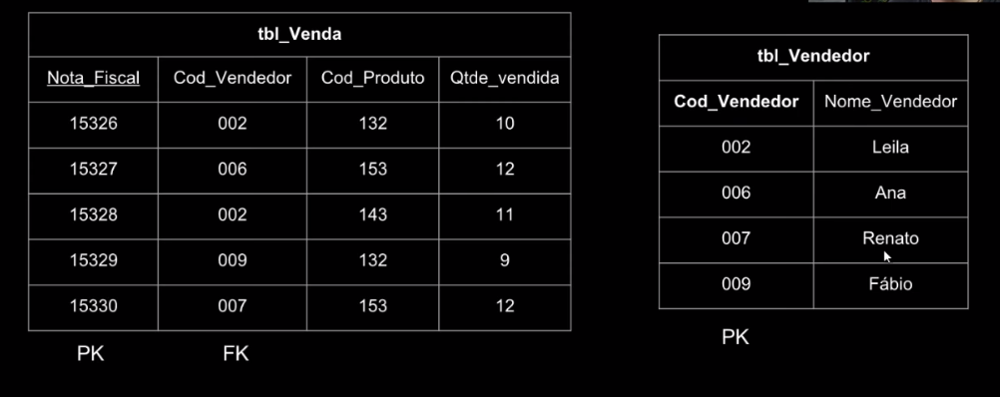 tbl_Venda
Nota_Fiscal Cod_Vendedor Cod_Produto Qtde_vendida
15326 002 132 10
15327 006 153 12
15328 002 143 11
15329 009 132 9
15330 007 153 12
PK FK
tbl_Vendedor
Cod_Vendedor Nome_Vendedor
002 Leila
006 Ana
007 Renato
009 Fábio
PK